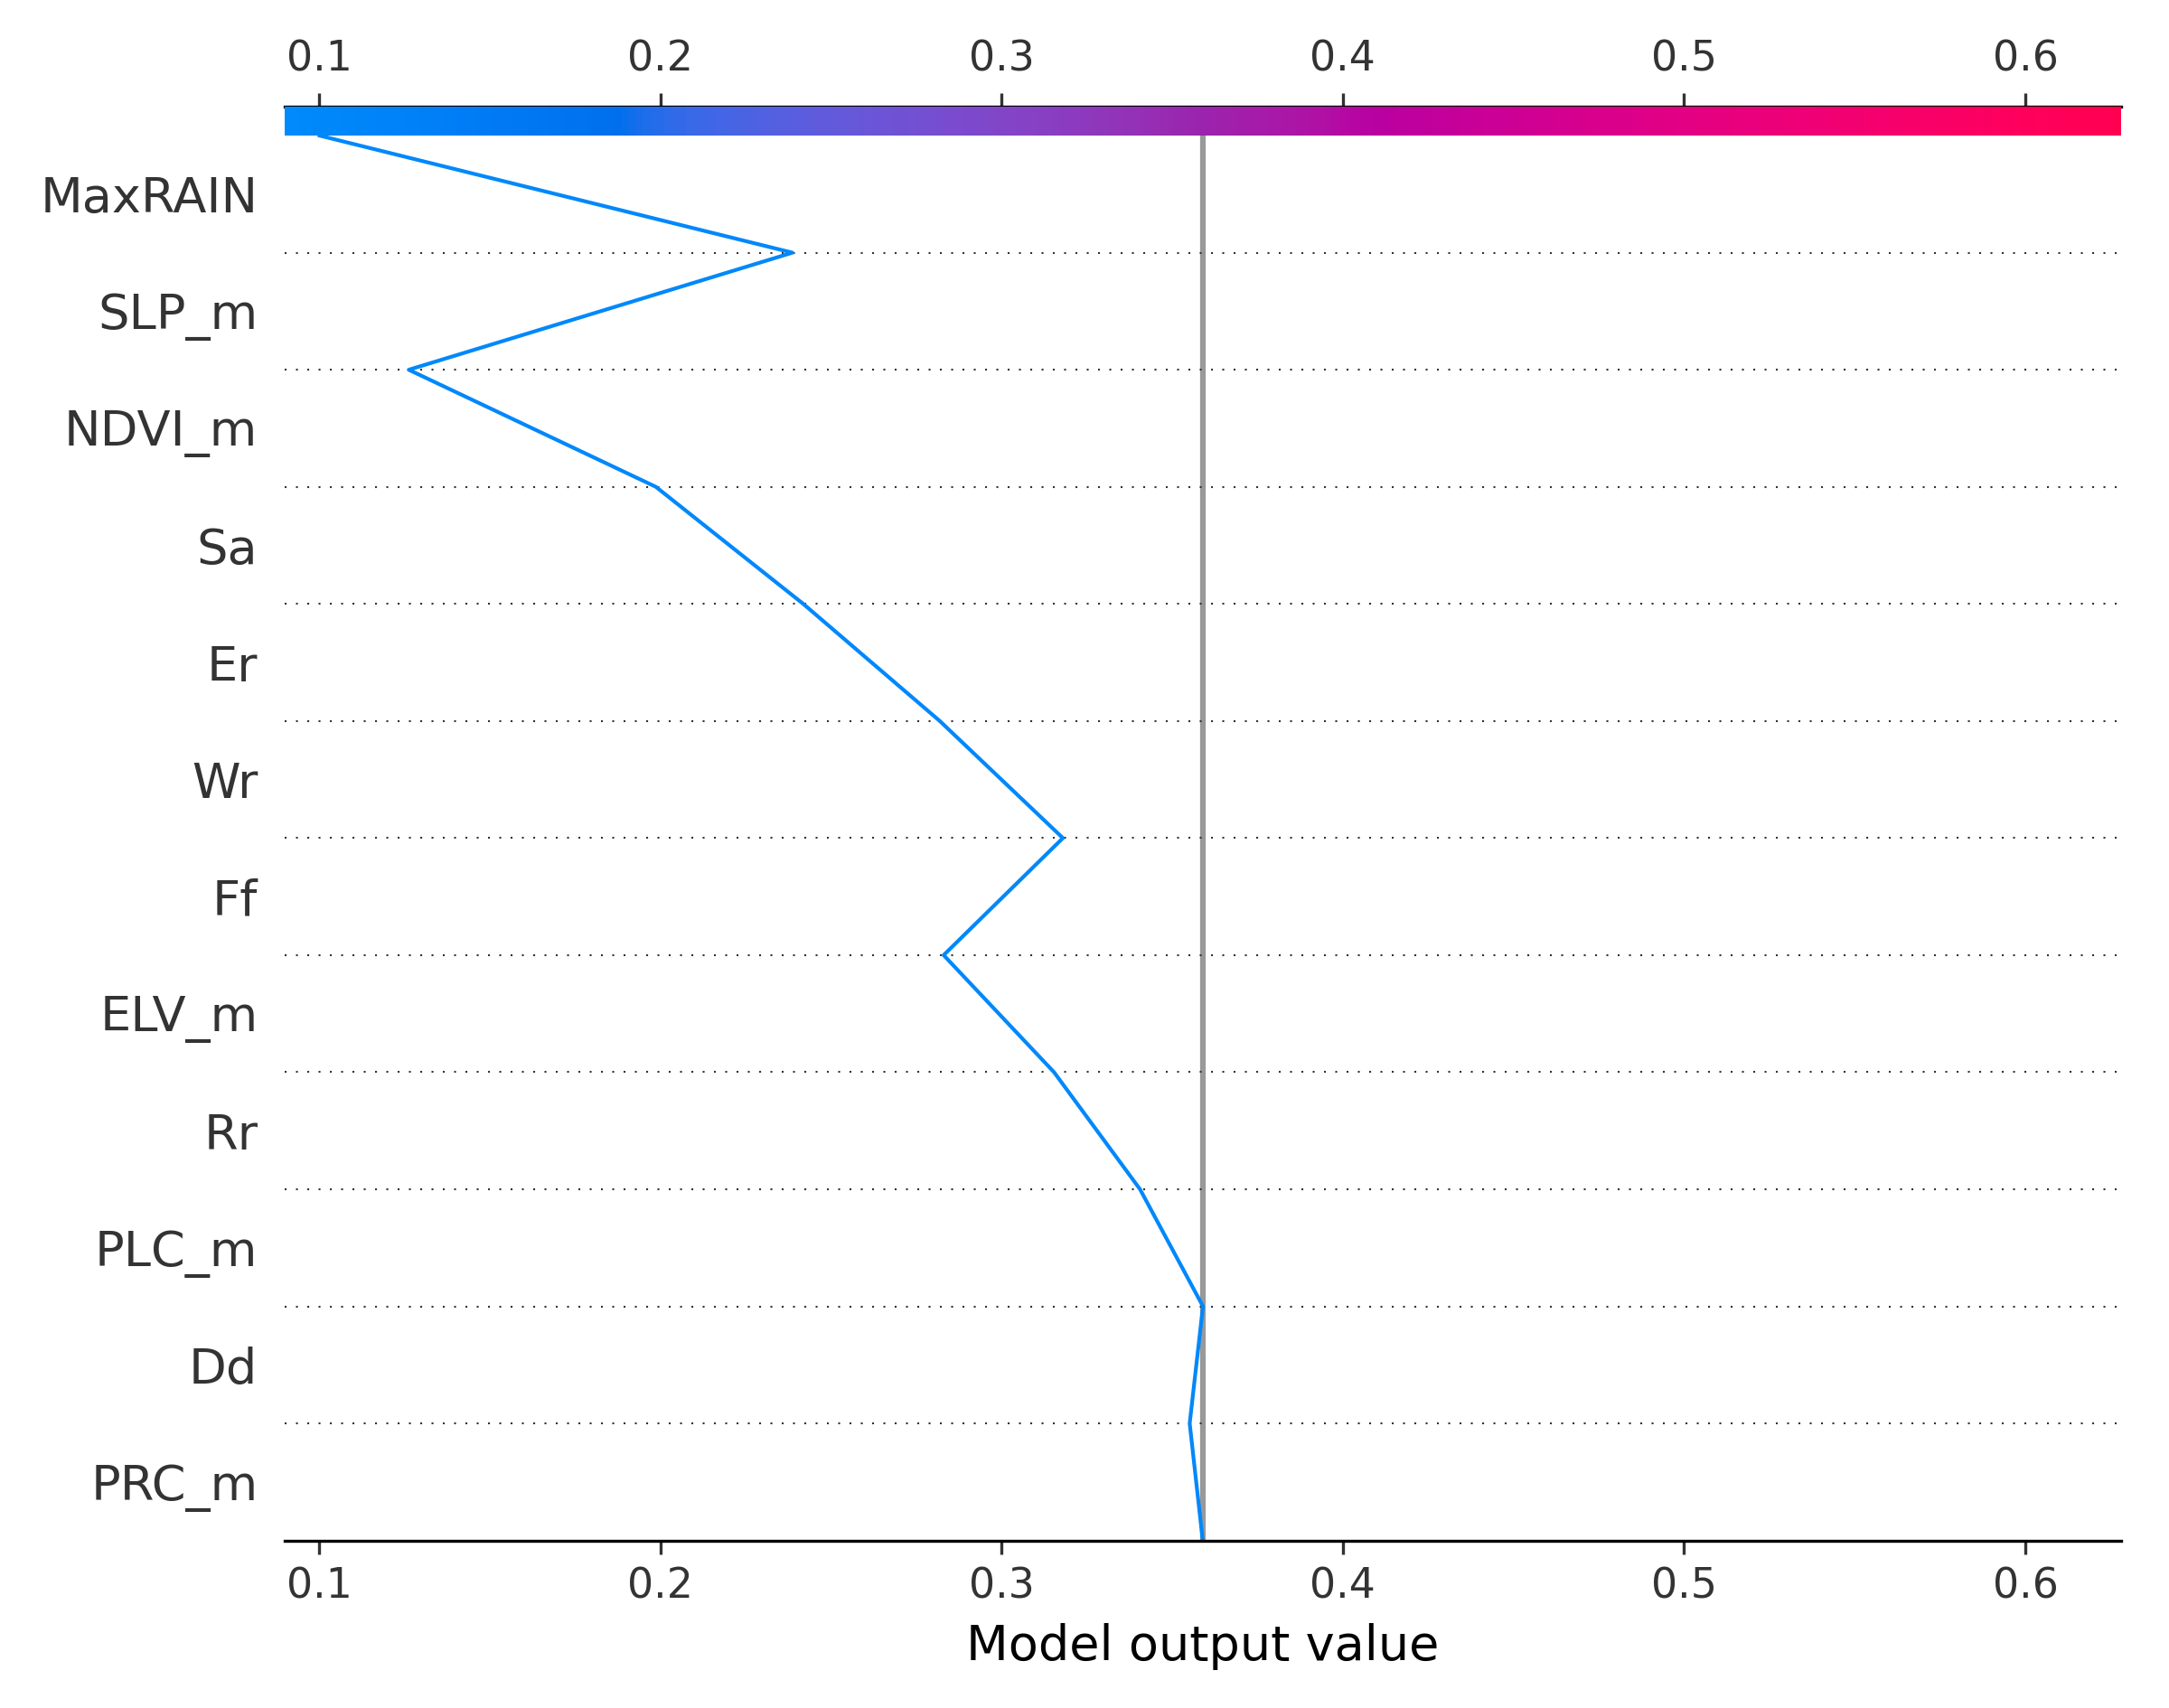 0.1 0.2 0.3 0.4 0.5 0.6
MaxRAIN
SLP_m
NDVI_m
Sa
Er
Wr
Ff
ELV_m
Rr
PLC_m
Dd
PRC_m
0.1 0.2 0.3 0.4 0.5 0.6
Model output value